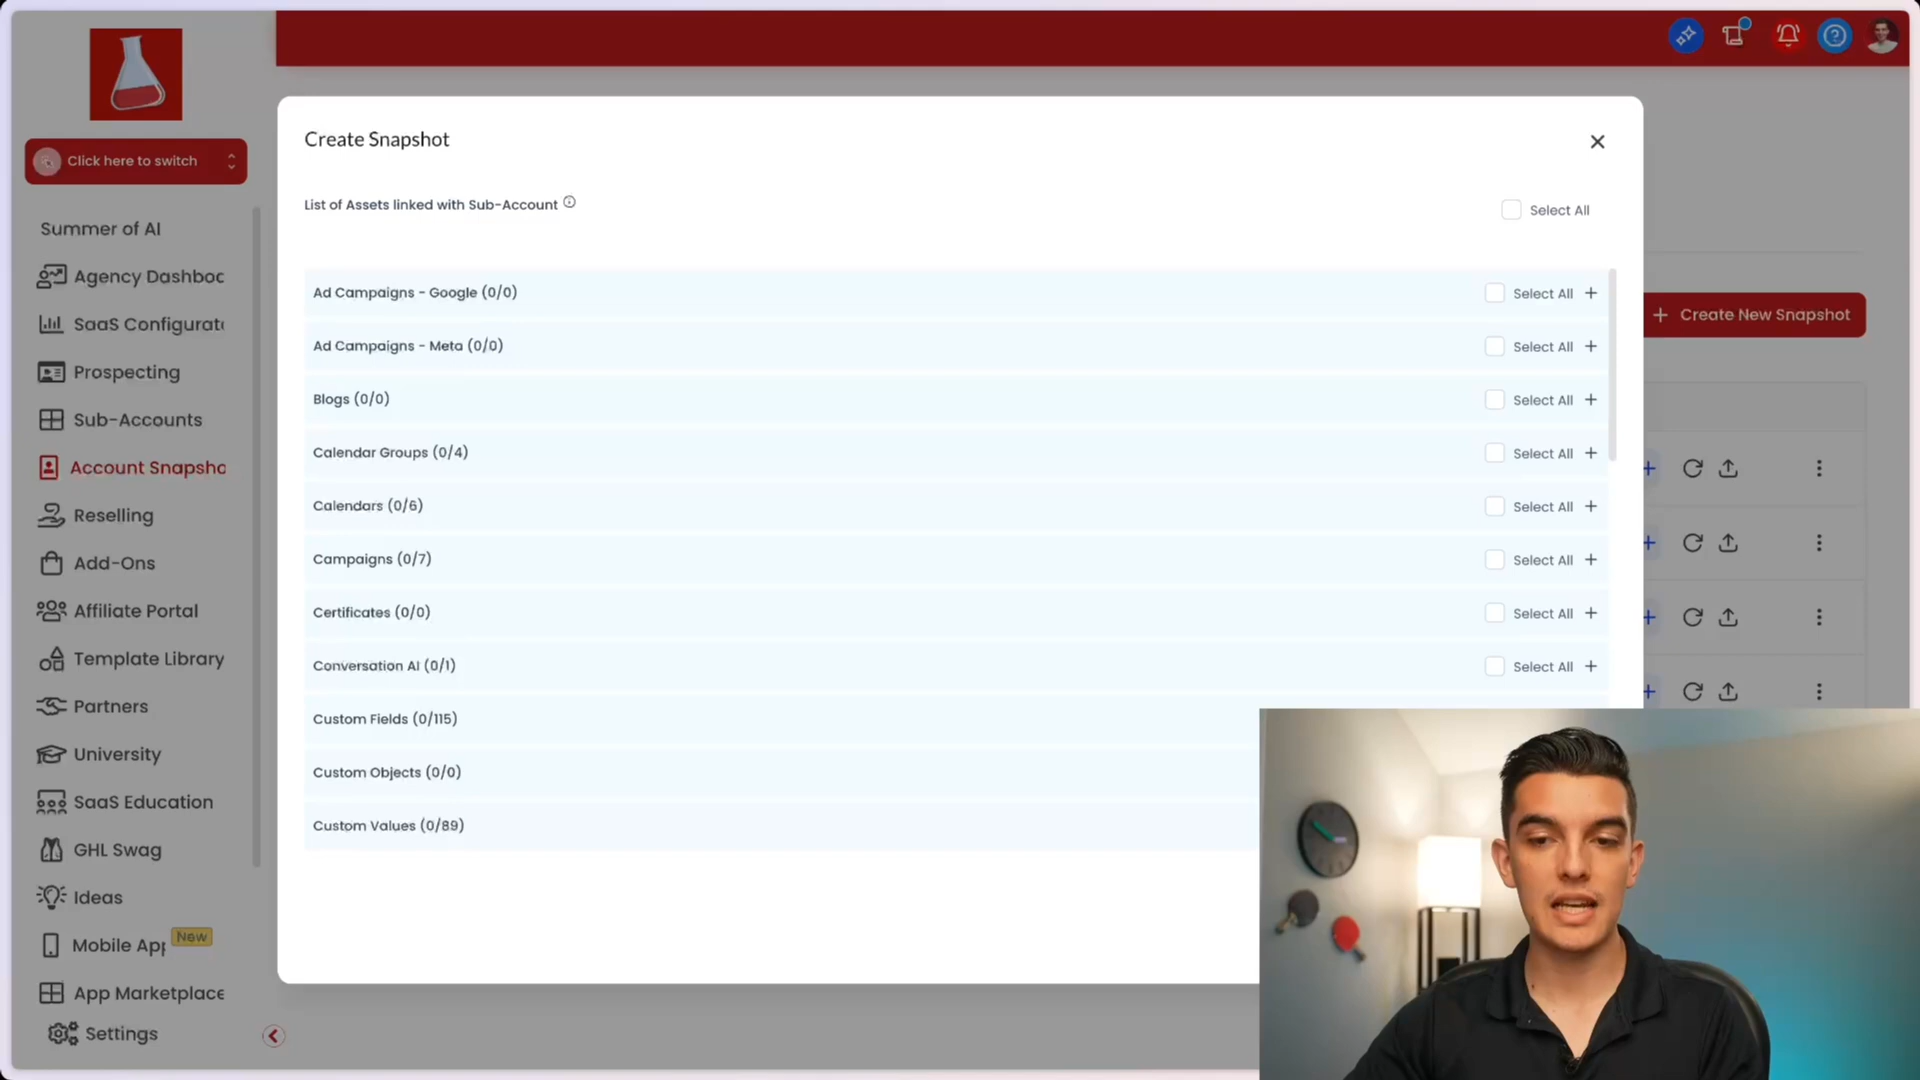 Click here to switch
Summer of AI
Agency Dashboa
SaaS Configurat
Prospecting
Sub-Accounts
Account Snapsho
Reselling
Add-Ons
Affiliate Portal
Template Library
Partners
University
SaaS Education
GHL Swag
Ideas
Mobile App New
App Marketplace
Settings
Create Snapshot
List of Assets linked with Sub-Account
Select All
Ad Campaigns - Google (0/0) Select All
Ad Campaigns - Meta (0/0) Select All
Blogs (0/0) Select All
Calendar Groups (0/4) Select All
Calendars (0/6) Select All
Campaigns (0/7) Select All
Certificates (0/0) Select All
Conversation AI (0/1) Select All
Custom Fields (0/115)
Custom Objects (0/0)
Custom Values (0/89)
+ Create New Snapshot